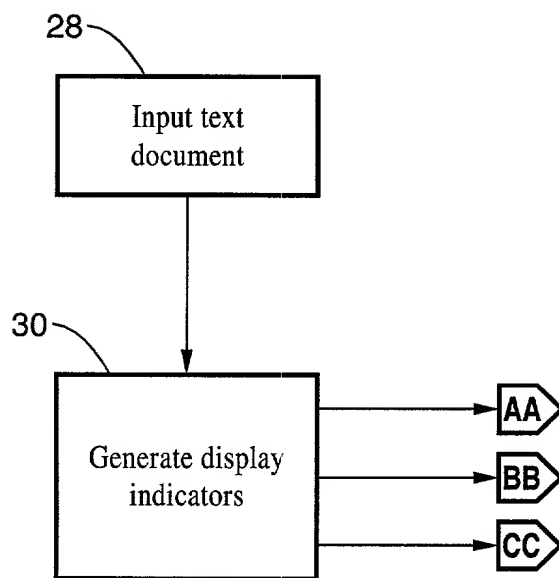 28
Input text
document
30
Generate display
indicators
AA
BB
CC